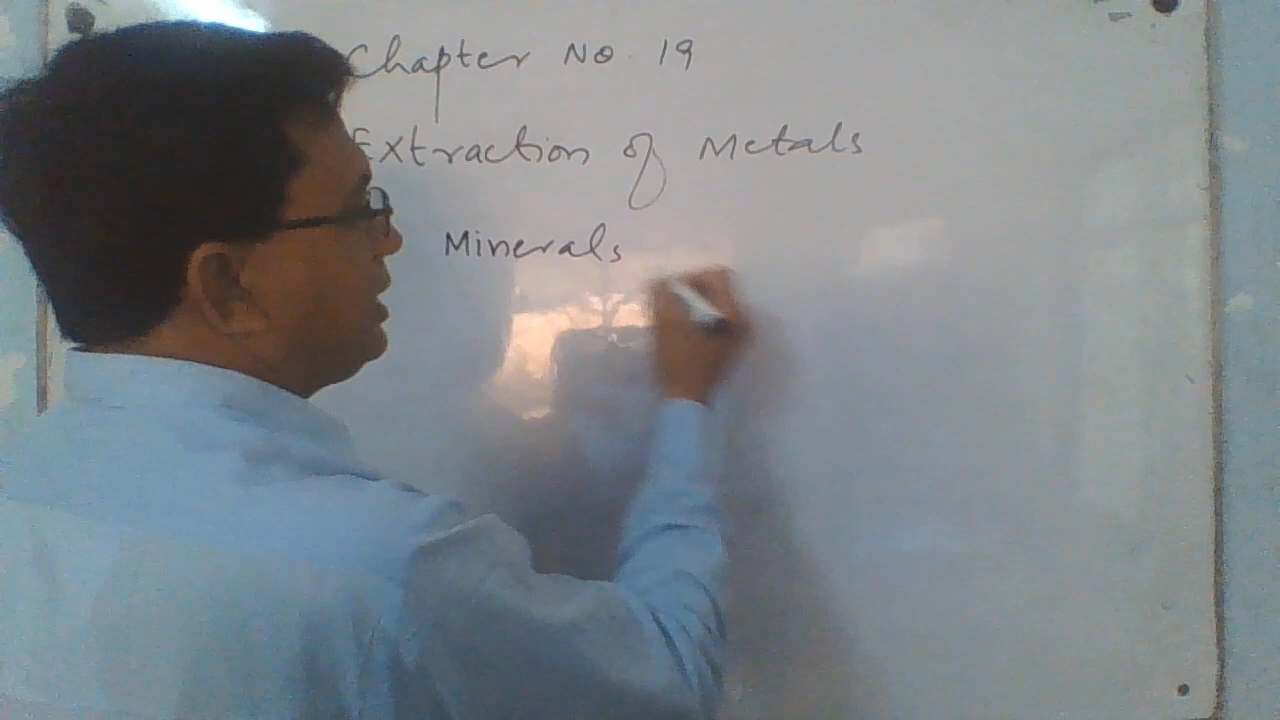 Chapter No. 19
Extraction of Metals
Minerals